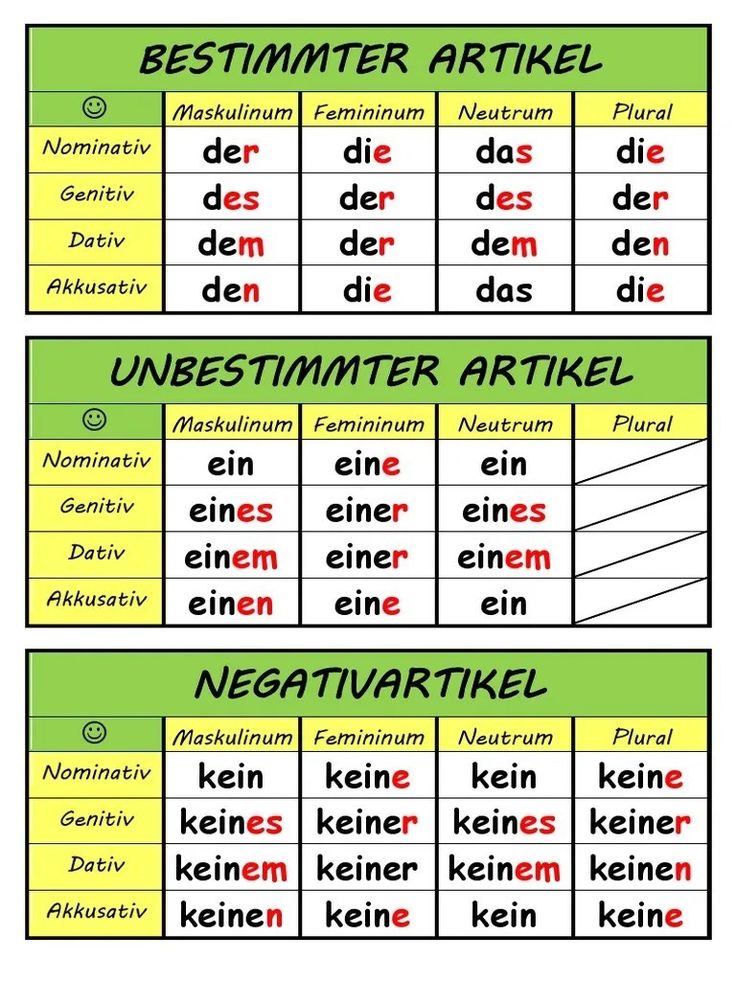 BESTIMMTER ARTIKEL
Maskulinum Femininum Neutrum Plural
Nominativ der die das die
Genitiv des der des der
Dativ dem der dem den
Akkusativ den die das die
UNBESTIMMTER ARTIKEL
Maskulinum Femininum Neutrum Plural
Nominativ ein eine ein
Genitiv eines einer eines
Dativ einem einer einem
Akkusativ einen eine ein
NEGATIVARTIKEL
Maskulinum Femininum Neutrum Plural
Nominativ kein keine kein keine
Genitiv keines keiner keines keiner
Dativ keinem keiner keinem keinen
Akkusativ keinen keine kein keine